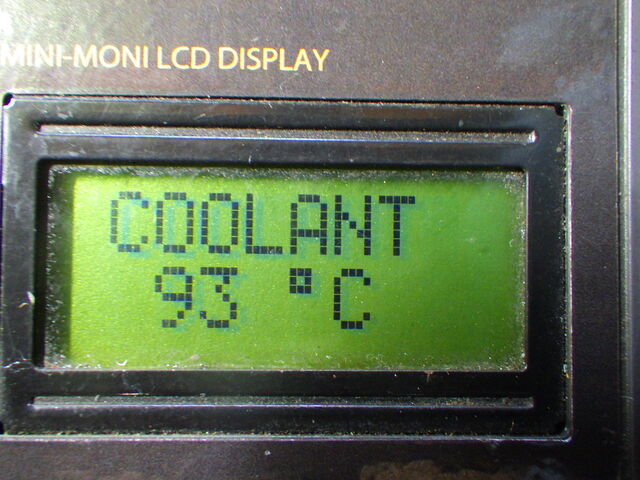 MINI-MONI LCD DISPLAY
COOLANT
93 °C